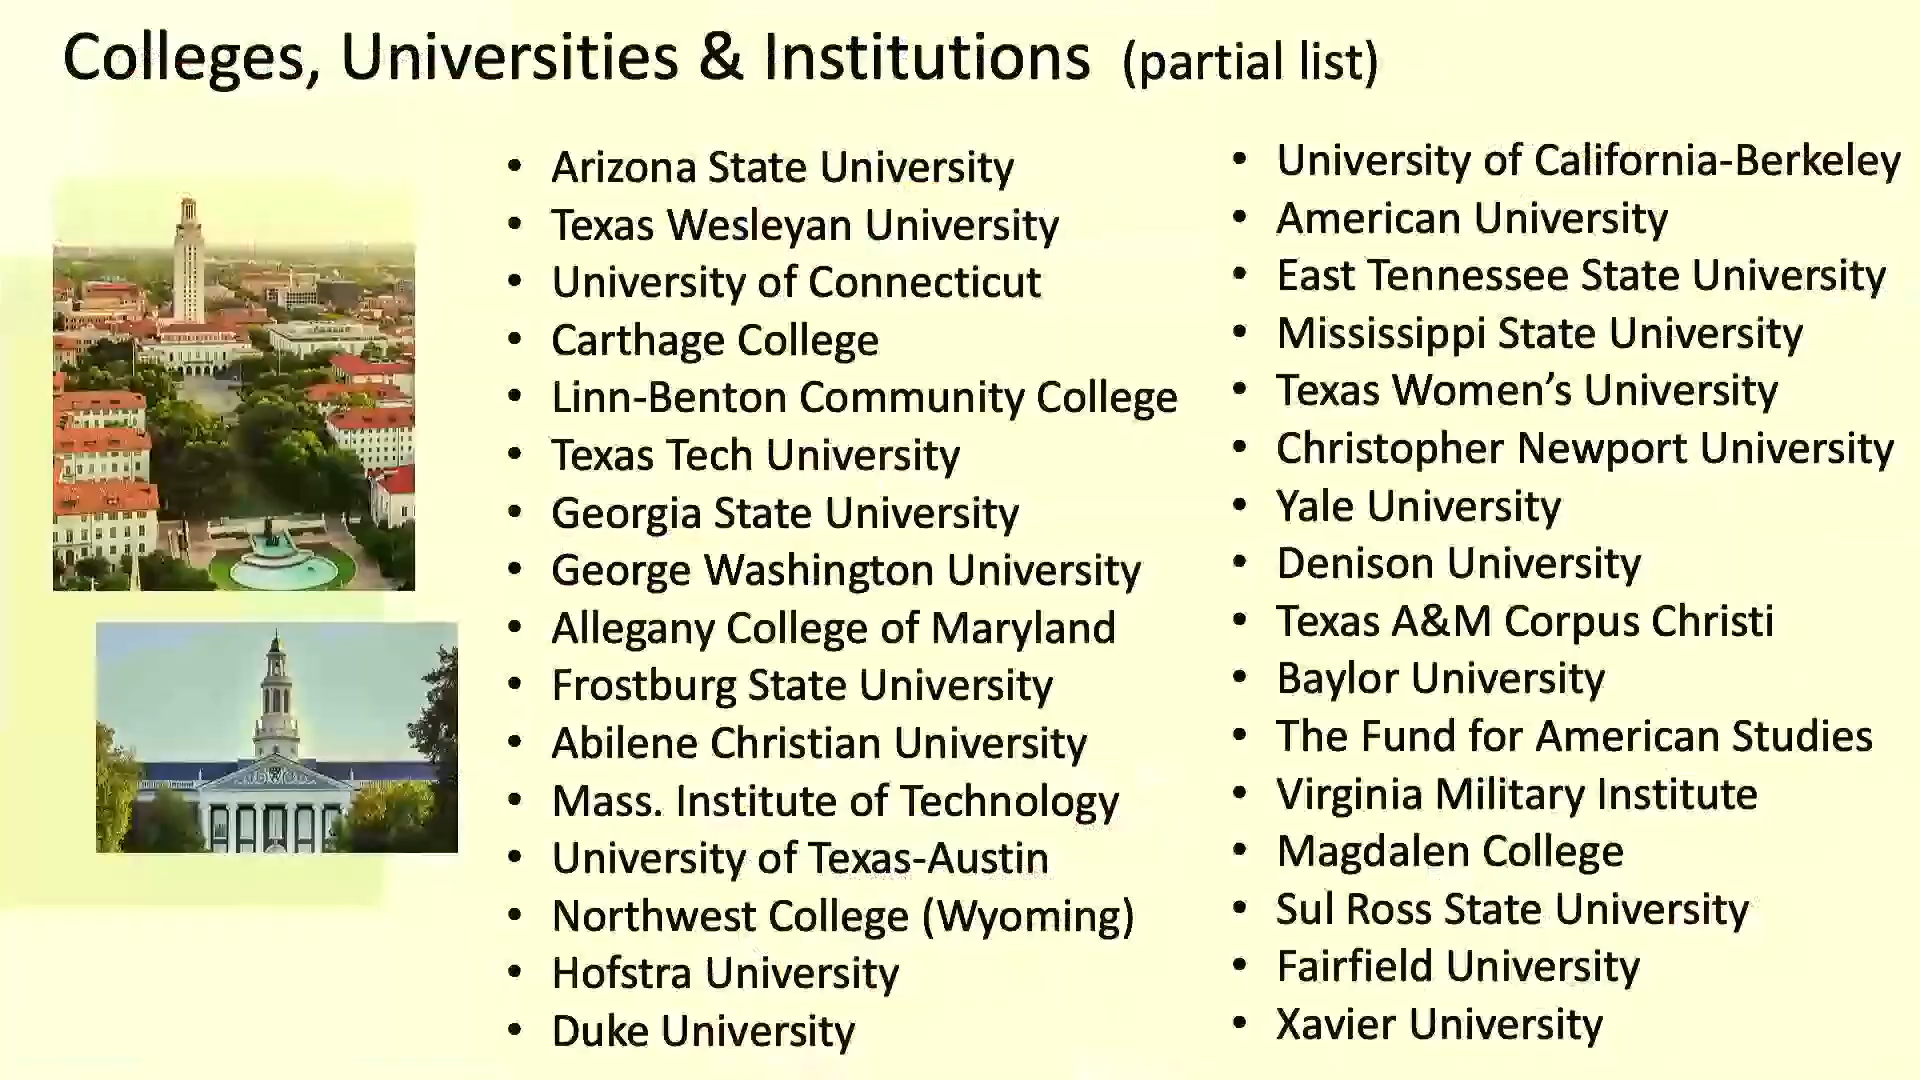 Colleges, Universities & Institutions (partial list)
• Arizona State University
• Texas Wesleyan University
• University of Connecticut
• Carthage College
• Linn-Benton Community College
• Texas Tech University
• Georgia State University
• George Washington University
• Allegany College of Maryland
• Frostburg State University
• Abilene Christian University
• Mass. Institute of Technology
• University of Texas-Austin
• Northwest College (Wyoming)
• Hofstra University
• Duke University
• University of California-Berkeley
• American University
• East Tennessee State University
• Mississippi State University
• Texas Women’s University
• Christopher Newport University
• Yale University
• Denison University
• Texas A&M Corpus Christi
• Baylor University
• The Fund for American Studies
• Virginia Military Institute
• Magdalen College
• Sul Ross State University
• Fairfield University
• Xavier University